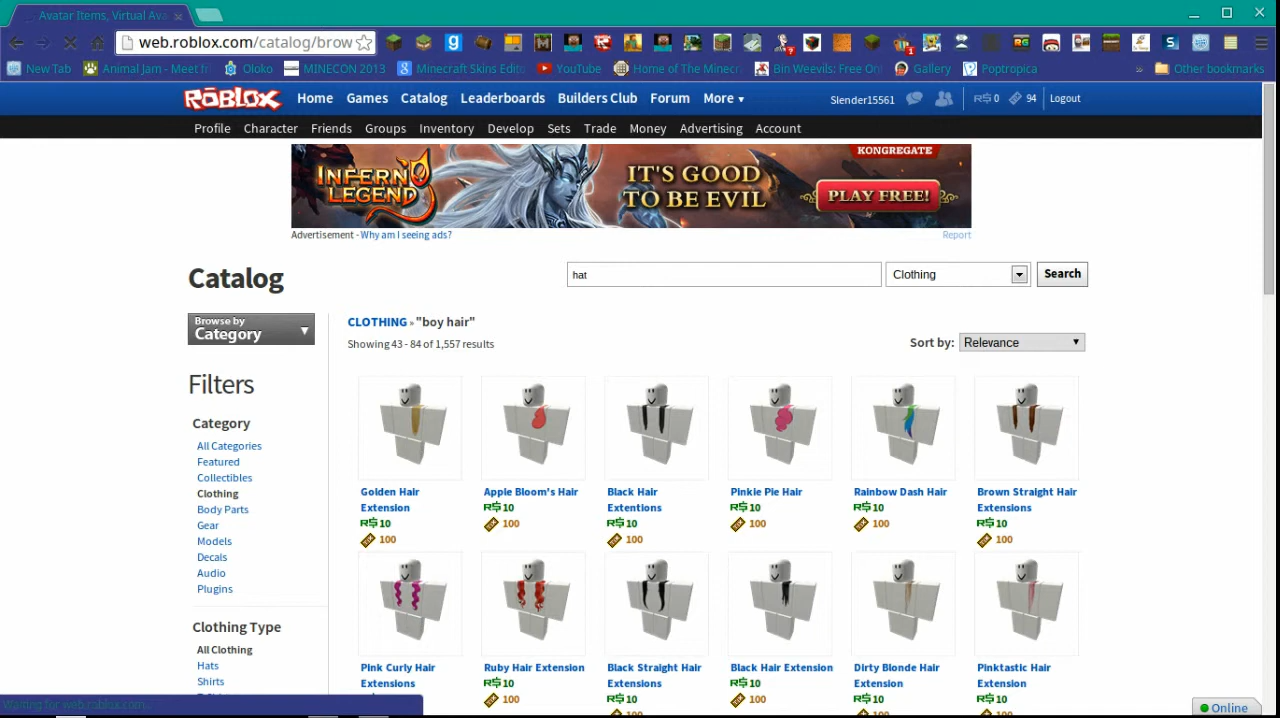 Avatar Items, Virtual Ava
web.roblox.com/catalog/brow
New Tab Animal Jam - Meet f Oloko MINECON 2013 Minecraft Skins Edito YouTube Home of The Minecr Bin Weevils: Free On Gallery Poptropica » Other bookmarks
ROBLOX Home Games Catalog Leaderboards Builders Club Forum More ▾ Slender15561 R$ 0 94 Logout
Profile Character Friends Groups Inventory Develop Sets Trade Money Advertising Account
INFERNO LEGEND IT'S GOOD TO BE EVIL KONGREGATE PLAY FREE!
Advertisement - Why am I seeing ads? Report
Catalog hat Clothing Search
Browse by
Category
CLOTHING » "boy hair"
Showing 43 - 84 of 1,557 results
Sort by: Relevance
Filters
Category
All Categories
Featured
Collectibles
Clothing
Body Parts
Gear
Models
Decals
Audio
Plugins
Clothing Type
All Clothing
Hats
Shirts
Golden Hair Extension
R$ 10
100
Apple Bloom's Hair
R$ 10
100
Black Hair Extentions
R$ 10
100
Pinkie Pie Hair
R$ 10
100
Rainbow Dash Hair
R$ 10
100
Brown Straight Hair Extensions
R$ 10
100
Pink Curly Hair Extensions
R$ 10
Ruby Hair Extension
R$ 10
100
Black Straight Hair Extensions
R$ 10
100
Black Hair Extension
R$ 10
100
Dirty Blonde Hair Extension
R$ 10
100
Pinktastic Hair Extension
R$ 10
100
Waiting for web.roblox.com...
Online